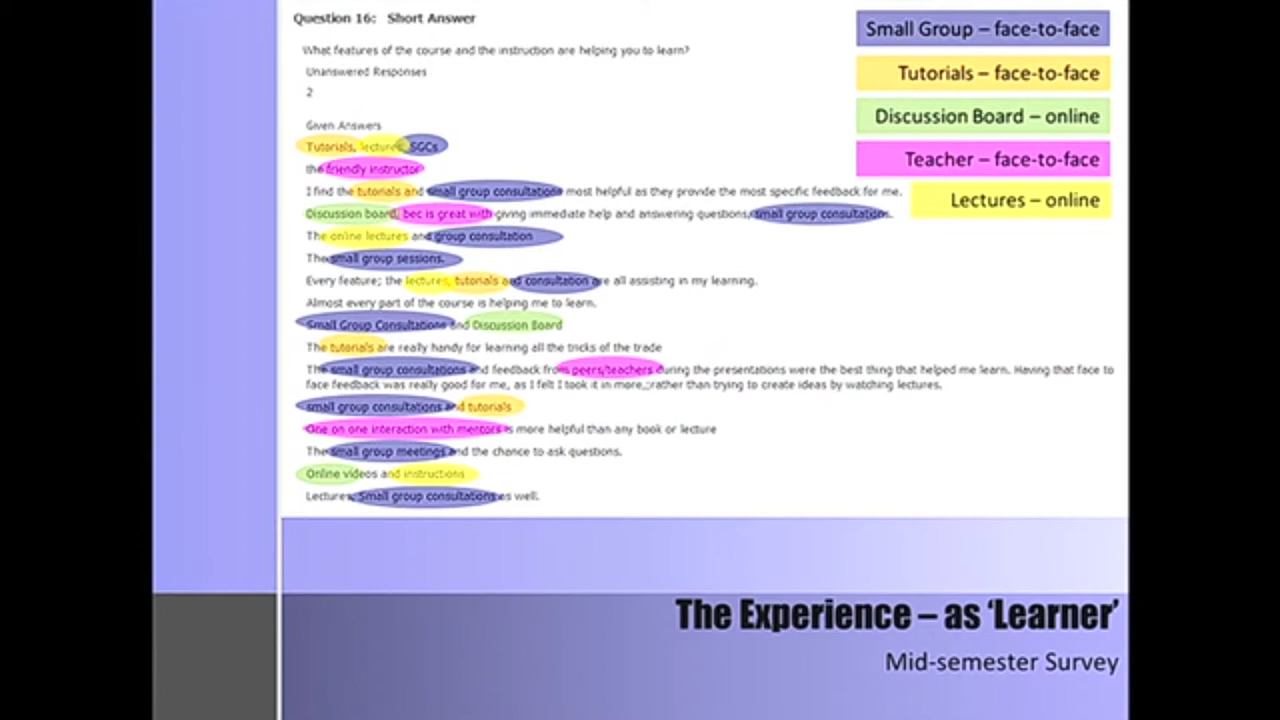 Question 16: Short Answer
What features of the course and the instruction are helping you to learn?
Unanswered Responses
2
Given Answers
Tutorials, lectures, SGCs
the friendly instructor
I find the tutorials and small group consultations most helpful as they provide the most specific feedback for me.
Discussion board, bec is great with giving immediate help and answering questions, small group consultations.
The online lectures and group consultation
The small group sessions.
Every feature; the lectures, tutorials and consultation are all assisting in my learning.
Almost every part of the course is helping me to learn.
Small Group Consultations and Discussion Board
The tutorials are really handy for learning all the tricks of the trade
The small group consultations and feedback from peers/teachers during the presentations were the best thing that helped me learn. Having that face to
face feedback was really good for me, as I felt I took it in more,;rather than trying to create ideas by watching lectures.
small group consultations and tutorials
One on one interaction with mentors is more helpful than any book or lecture
The small group meetings and the chance to ask questions.
Online videos and instructions
Lectures, Small group consultations as well.
Small Group – face-to-face
Tutorials – face-to-face
Discussion Board – online
Teacher – face-to-face
Lectures – online
The Experience – as ‘Learner’
Mid-semester Survey